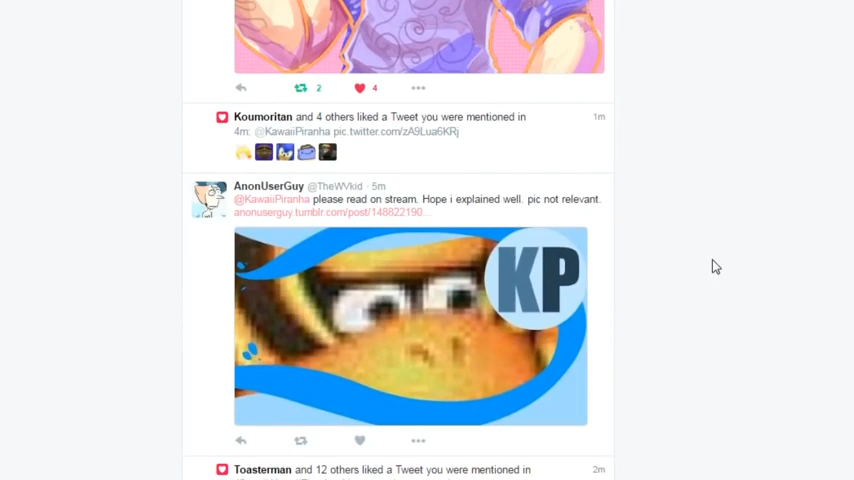 2 4
Koumoritan and 4 others liked a Tweet you were mentioned in 1m
4m: @KawaiiPiranha pic.twitter.com/zA9Lua6KRj
AnonUserGuy @TheWVkid · 5m
@KawaiiPiranha please read on stream. Hope i explained well. pic not relevant.
anonuserguy.tumblr.com/post/148822190...
KP
Toasterman and 12 others liked a Tweet you were mentioned in 2m